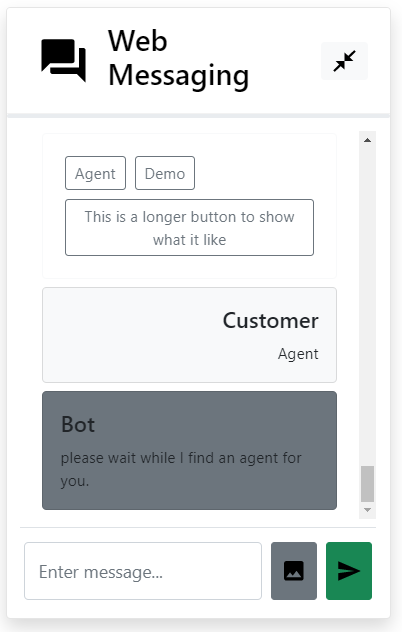 Web
Messaging
Agent
Demo
This is a longer button to show
what it like
Customer
Agent
Bot
please wait while I find an agent for
you.
Enter message...